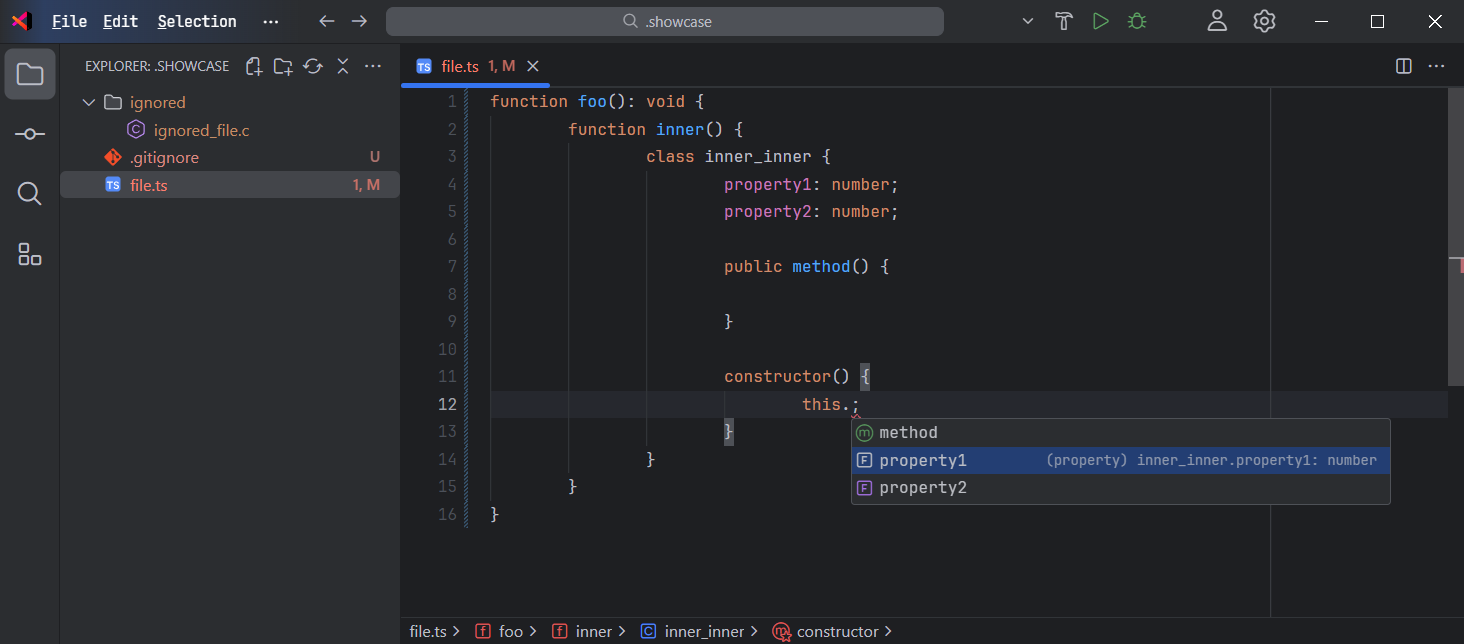 File Edit Selection ··· .showcase
EXPLORER: .SHOWCASE
ignored
C ignored_file.c
.gitignore U
TS file.ts 1, M
TS file.ts 1, M
1 function foo(): void {
2 function inner() {
3 class inner_inner {
4 property1: number;
5 property2: number;
6
7 public method() {
8
9 }
10
11 constructor() {
12 this.;
13 }
14 }
15 }
16 }
m method
F property1 (property) inner_inner.property1: number
F property2
file.ts > f foo > f inner > C inner_inner > m constructor >